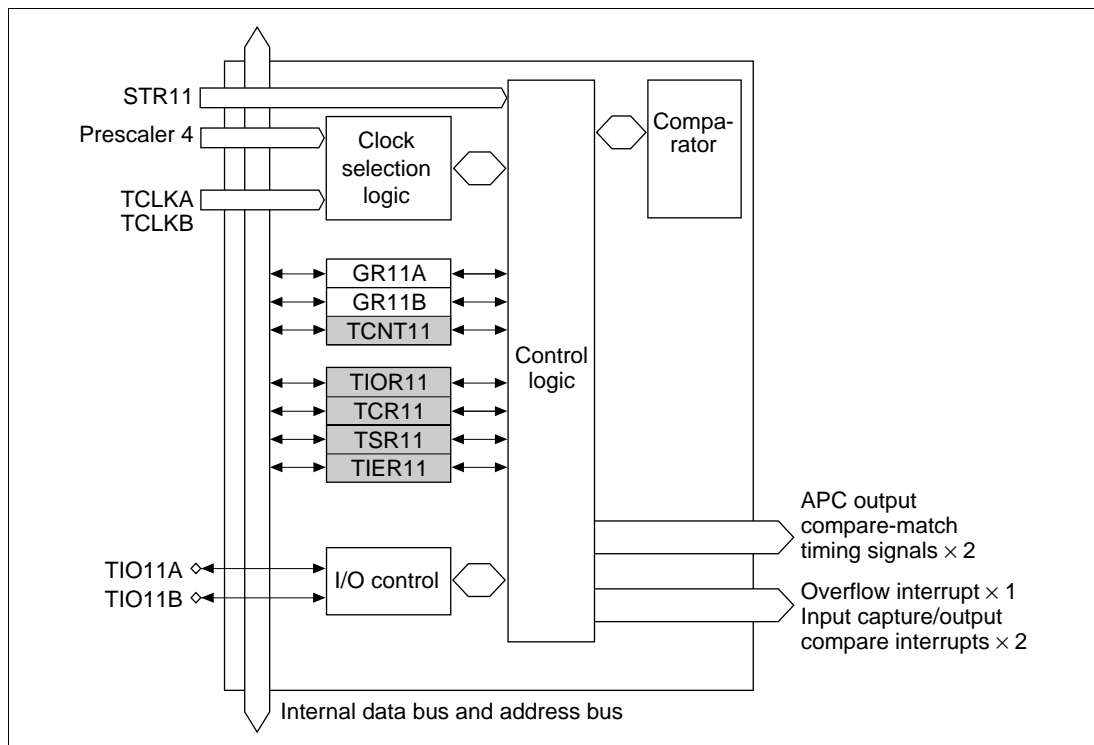 STR11
Prescaler 4
TCLKA
TCLKB
Clock
selection
logic
Compa-
rator
GR11A
GR11B
TCNT11
TIOR11
TCR11
TSR11
TIER11
Control
logic
TIO11A
TIO11B
I/O control
APC output
compare-match
timing signals × 2
Overflow interrupt × 1
Input capture/output
compare interrupts × 2
Internal data bus and address bus